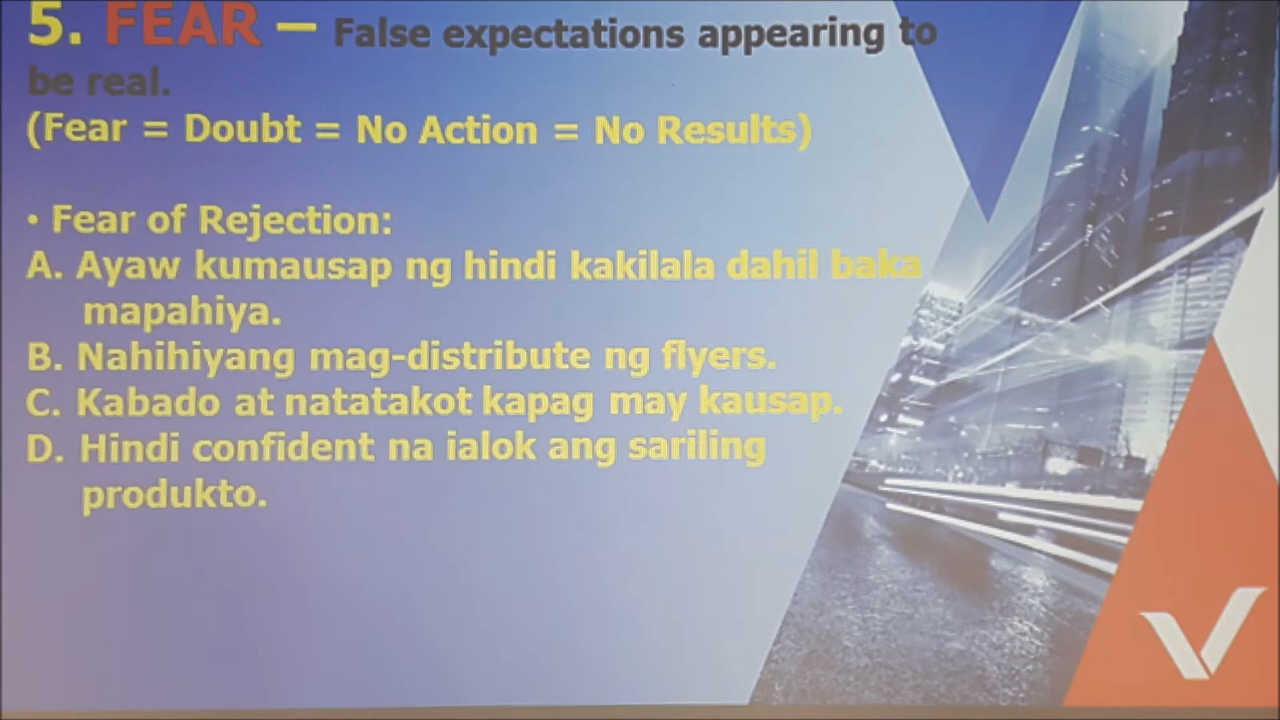 5. FEAR – False expectations appearing to
be real.
(Fear = Doubt = No Action = No Results)
• Fear of Rejection:
A. Ayaw kumausap ng hindi kakilala dahil baka
mapahiya.
B. Nahihiyang mag-distribute ng flyers.
C. Kabado at natatakot kapag may kausap.
D. Hindi confident na ialok ang sariling
produkto.